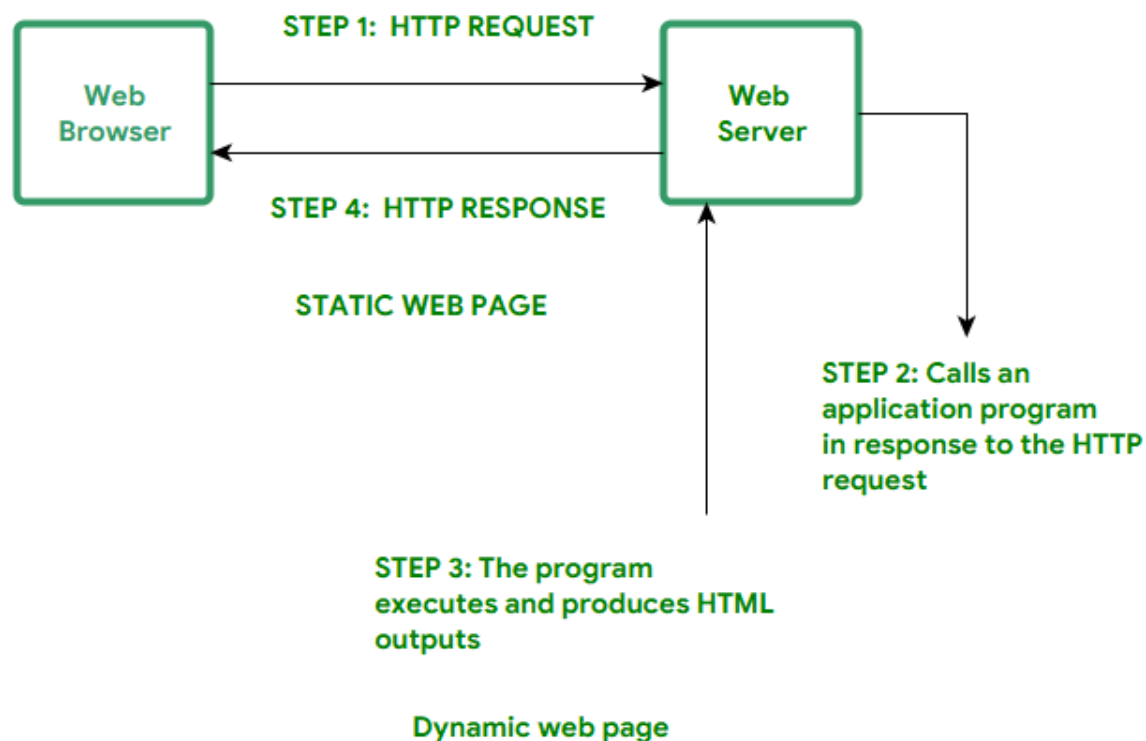 STEP 1: HTTP REQUEST
Web
Browser
Web
Server
STEP 4: HTTP RESPONSE
STATIC WEB PAGE
STEP 2: Calls an
application program
in response to the HTTP
request
STEP 3: The program
executes and produces HTML
outputs
Dynamic web page